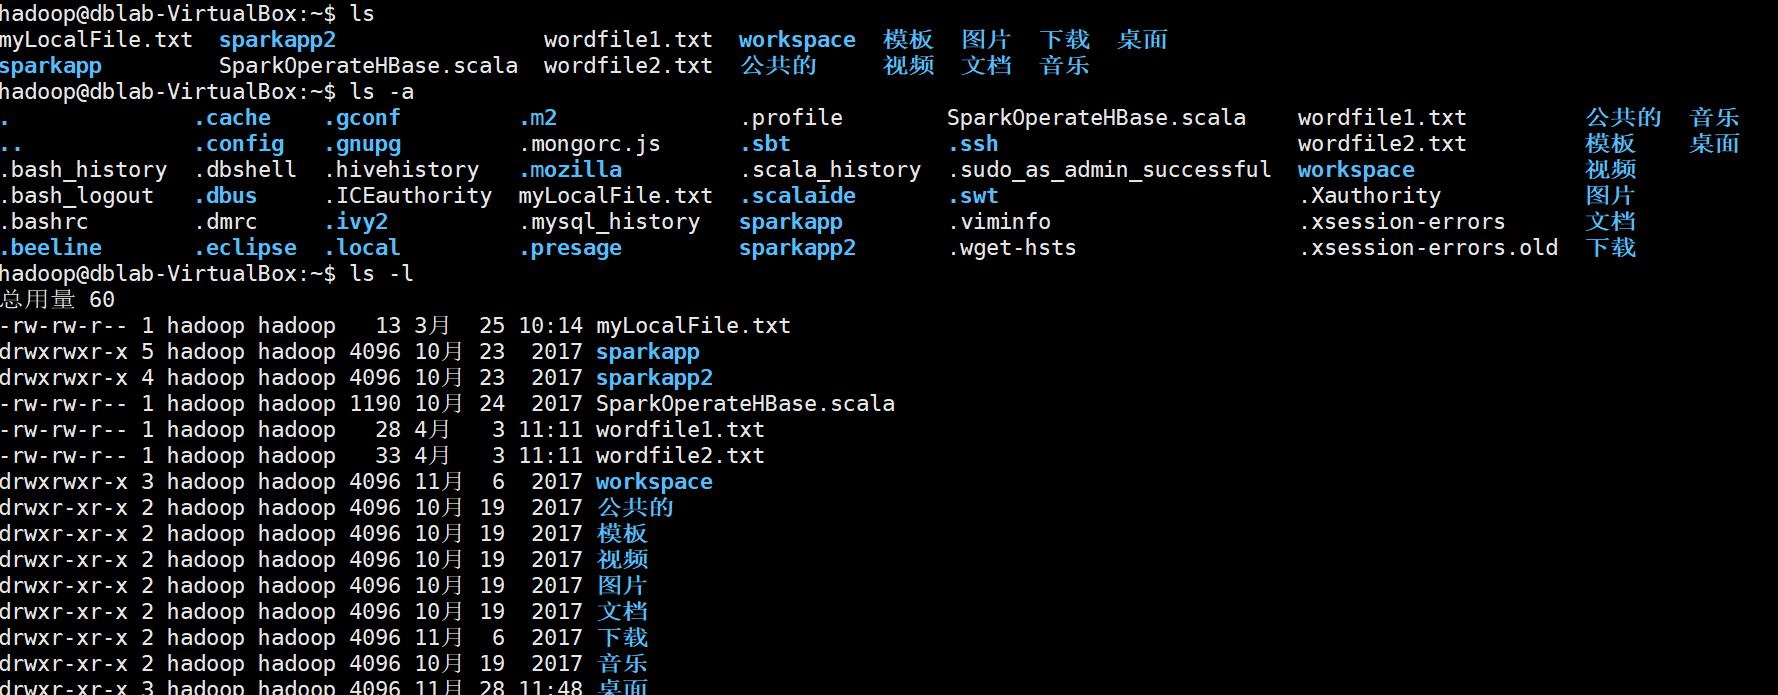 hadoop@dblab-VirtualBox:~$ ls
myLocalFile.txt  sparkapp2                wordfile1.txt  workspace  模板  图片  下载  桌面
sparkapp         SparkOperateHBase.scala  wordfile2.txt  公共的     视频  文档  音乐
hadoop@dblab-VirtualBox:~$ ls -a
.              .cache    .gconf        .m2              .profile        SparkOperateHBase.scala    wordfile1.txt         公共的  音乐
..             .config   .gnupg        .mongorc.js      .sbt            .ssh                       wordfile2.txt         模板    桌面
.bash_history  .dbshell  .hivehistory  .mozilla         .scala_history  .sudo_as_admin_successful  workspace             视频
.bash_logout   .dbus     .ICEauthority  myLocalFile.txt  .scalaide       .swt                       .Xauthority           图片
.bashrc        .dmrc     .ivy2         .mysql_history   sparkapp        .viminfo                   .xsession-errors      文档
.beeline       .eclipse  .local        .presage         sparkapp2       .wget-hsts                 .xsession-errors.old  下载
hadoop@dblab-VirtualBox:~$ ls -l
总用量 60
-rw-rw-r-- 1 hadoop hadoop   13 3月  25 10:14 myLocalFile.txt
drwxrwxr-x 5 hadoop hadoop 4096 10月 23  2017 sparkapp
drwxrwxr-x 4 hadoop hadoop 4096 10月 23  2017 sparkapp2
-rw-rw-r-- 1 hadoop hadoop 1190 10月 24  2017 SparkOperateHBase.scala
-rw-rw-r-- 1 hadoop hadoop   28 4月   3 11:11 wordfile1.txt
-rw-rw-r-- 1 hadoop hadoop   33 4月   3 11:11 wordfile2.txt
drwxrwxr-x 3 hadoop hadoop 4096 11月  6  2017 workspace
drwxr-xr-x 2 hadoop hadoop 4096 10月 19  2017 公共的
drwxr-xr-x 2 hadoop hadoop 4096 10月 19  2017 模板
drwxr-xr-x 2 hadoop hadoop 4096 10月 19  2017 视频
drwxr-xr-x 2 hadoop hadoop 4096 10月 19  2017 图片
drwxr-xr-x 2 hadoop hadoop 4096 10月 19  2017 文档
drwxr-xr-x 2 hadoop hadoop 4096 11月  6  2017 下载
drwxr-xr-x 2 hadoop hadoop 4096 10月 19  2017 音乐
drwxr-xr-x 3 hadoop hadoop 4096 11月 28 11:48 桌面